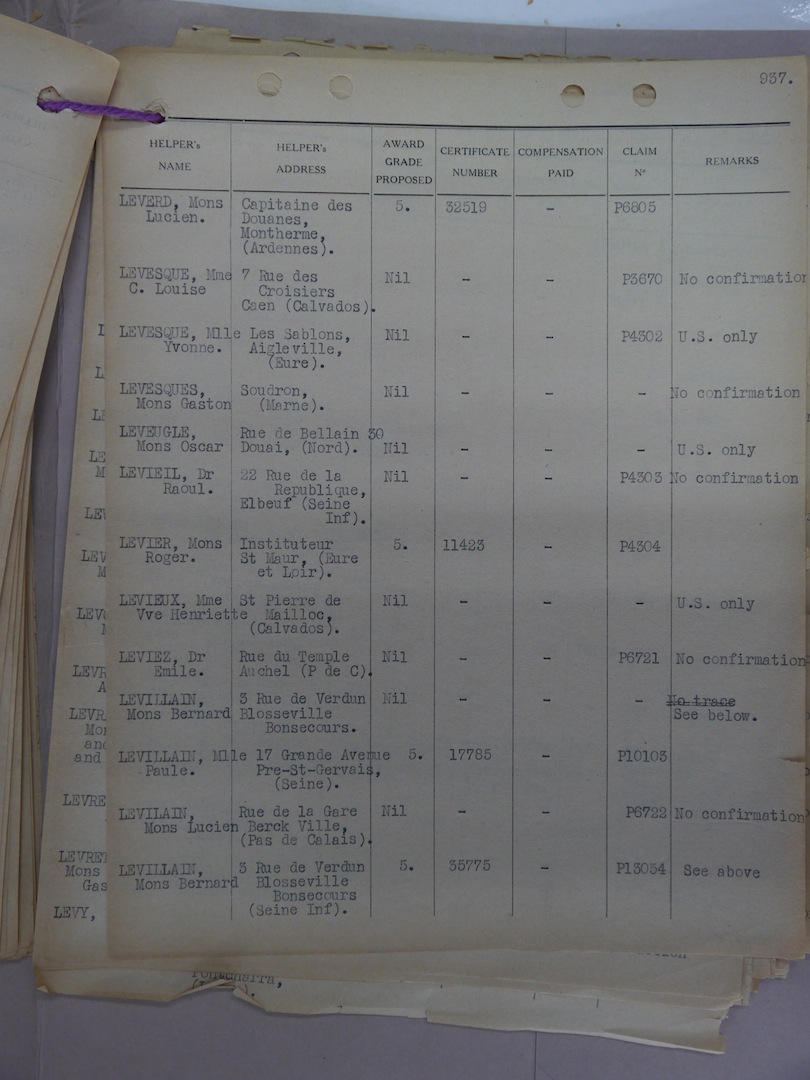 937.
HELPER's NAME HELPER's ADDRESS AWARD GRADE PROPOSED CERTIFICATE NUMBER COMPENSATION PAID CLAIM Nº REMARKS
LEVERD, Mons Capitaine des 5. 32519 - P6805
Lucien. Douanes,
Montherme,
(Ardennes).
LEVESQUE, Mme 7 Rue des Nil - - P3670 No confirmation
C. Louise Croisiers
Caen (Calvados).
LEVESQUE, Mlle Les Sablons, Nil - - P4302 U.S. only
Yvonne. Aigleville,
(Eure).
LEVESQUES, Soudron, Nil - - - No confirmation
Mons Gaston (Marne).
LEVEUGLE, Rue de Bellain 30
Mons Oscar Douai, (Nord). Nil - - - U.S. only
LEVIEIL, Dr 22 Rue de la Nil - - P4303 No confirmation
Raoul. Republique,
Elbeuf (Seine
Inf).
LEVIER, Mons Instituteur 5. 11423 - P4304
Roger. St Maur, (Eure
et Loir).
LEVIEUX, Mme St Pierre de Nil - - - U.S. only
Vve Henriette Mailloc,
(Calvados).
LEVIEZ, Dr Rue du Temple Nil - - P6721 No confirmation
Emile. Auchel (P de C).
LEVILLAIN, 3 Rue de Verdun Nil - - - No trace
Mons Bernard Blosseville See below.
Bonsecours.
LEVILLAIN, Mlle 17 Grande Avenue 5. 17785 - P10103
Paule. Pre-St-Gervais,
(Seine).
LEVILAIN, Rue de la Gare Nil - - P6722 No confirmation
Mons Lucien Berck Ville,
(Pas de Calais).
LEVILLAIN, 3 Rue de Verdun 5. 35775 - P13054 See above
Mons Bernard Blosseville
Bonsecours
(Seine Inf).
LEVY,